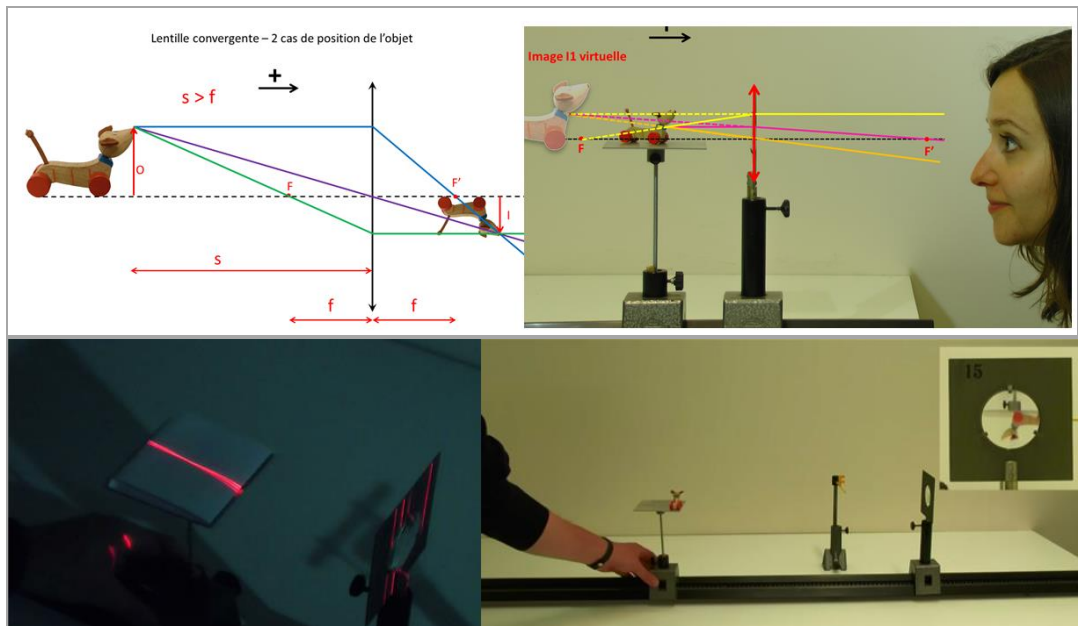 Lentille convergente – 2 cas de position de l’objet
+
s > f
O
F
F’
I
S
f
f
Image I1 virtuelle
F
F’
15